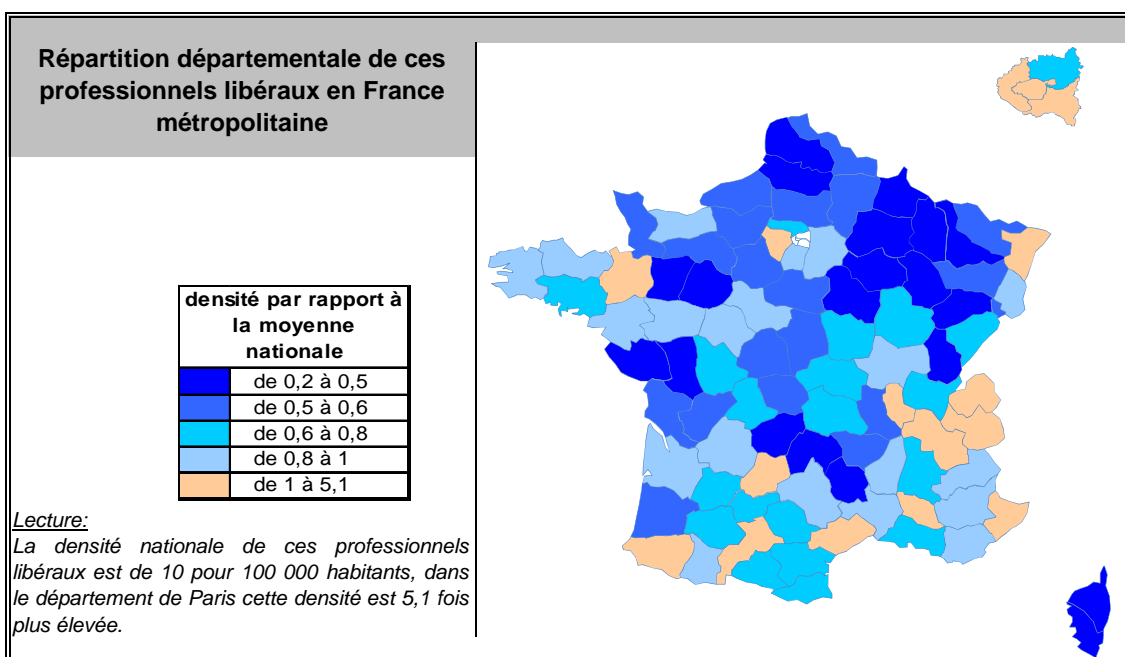 Répartition départementale de ces
professionnels libéraux en France
métropolitaine
densité par rapport à
la moyenne
nationale
de 0,2 à 0,5
de 0,5 à 0,6
de 0,6 à 0,8
de 0,8 à 1
de 1 à 5,1
Lecture:
La densité nationale de ces professionnels
libéraux est de 10 pour 100 000 habitants, dans
le département de Paris cette densité est 5,1 fois
plus élevée.